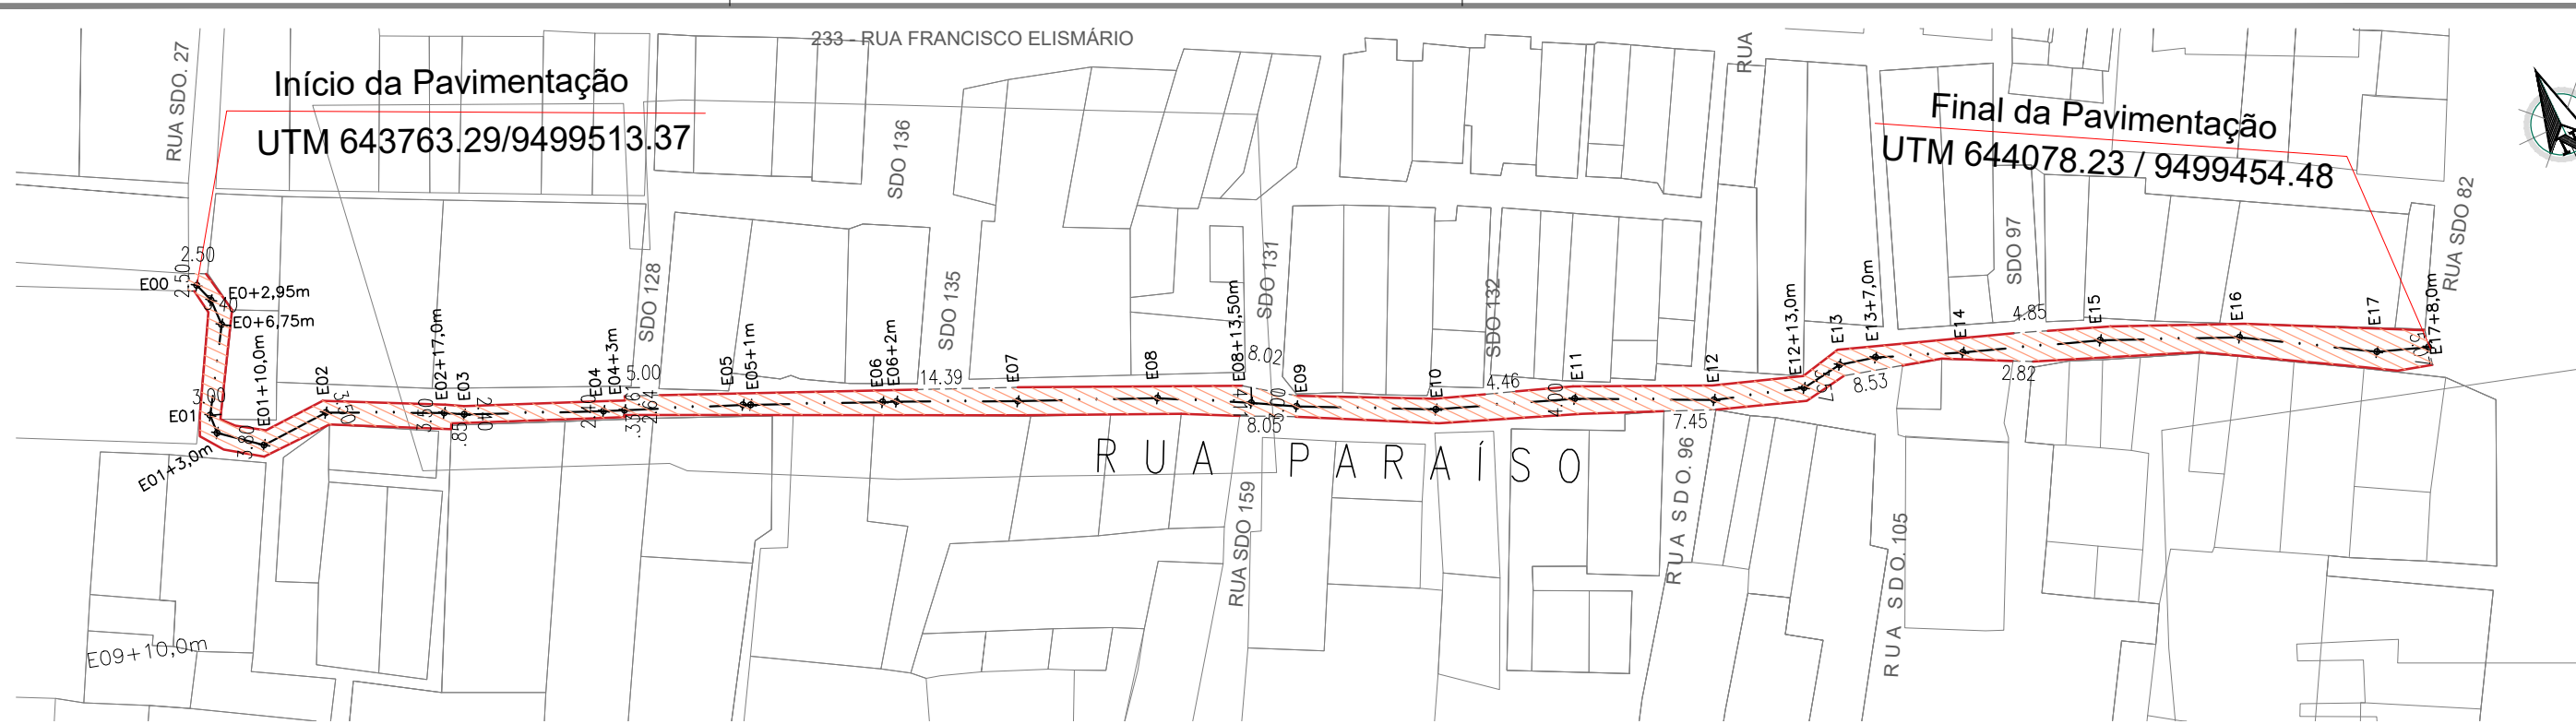 233 - RUA FRANCISCO ELISMÁRIO
RUA SDO. 27
Início da Pavimentação
UTM 643763.29/9499513.37
SDO 136
RUA
Final da Pavimentação
UTM 644078.23 / 9499454.48
RUA SDO 82
SDO 128
SDO 135
SDO 131
SDO 132
SDO 97
2.50
2.50
E00
E0+2,95m
E0+6,75m
3.00
E01
E01+3,0m
E01+10,0m
3.80
E02
3.50
E02+17,0m
3.50
E03
.85
2.40
E04
2.40
E04+3m
5.00
2.64
E05
E05+1m
E06
E06+2m
14.39
E07
E08
E08+13,50m
8.02
8.05
E09
E10
4.46
E11
4.00
E12
7.45
E12+13,0m
E13
3.57
E13+7,0m
8.53
E14
4.85
2.82
E15
E16
E17
E17+8,0m
RUA PARAÍSO
RUA SDO 159
RUA SDO. 96
RUA SDO. 105
E09+10,0m